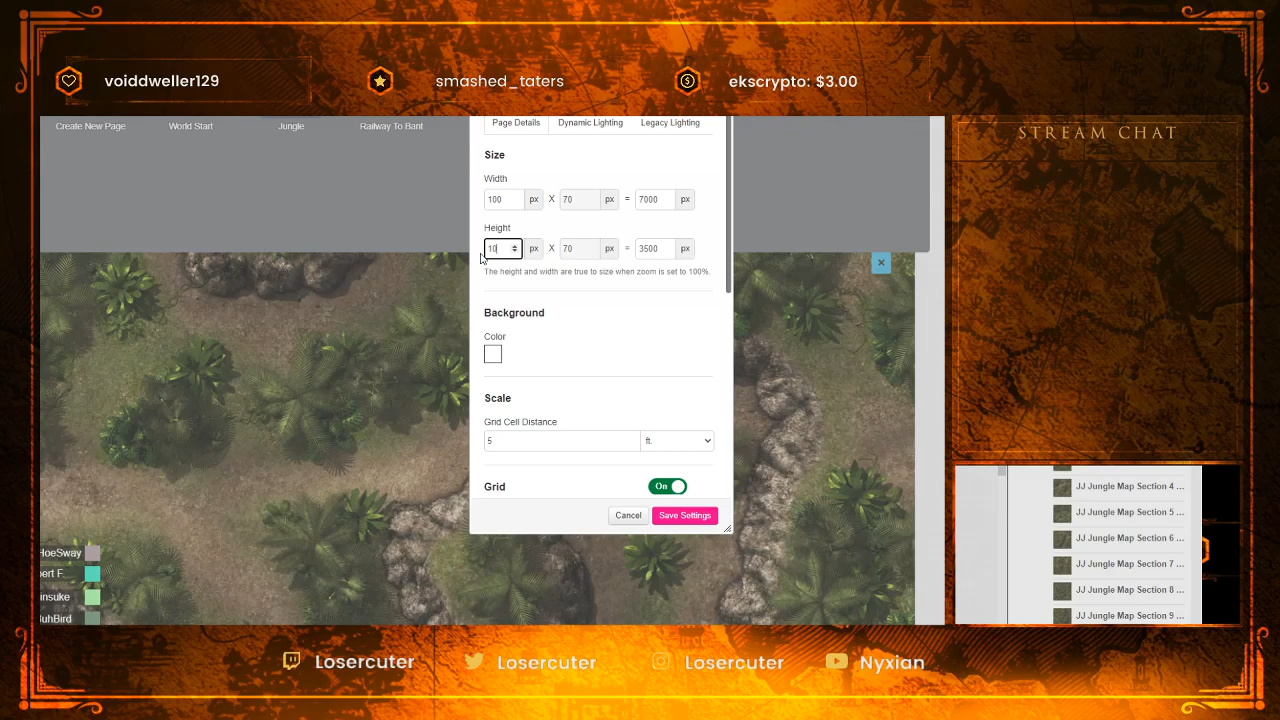 voiddweller129
smashed_taters
ekscrypto: $3.00
Create New Page
World Start
Jungle
Railway To Bant
Page Details
Dynamic Lighting
Legacy Lighting
STREAM CHAT
Size
Width
100 px X 70 px = 7000 px
Height
10 px X 70 px = 3500 px
The height and width are true to size when zoom is set to 100%.
Background
Color
Scale
Grid Cell Distance
5 ft.
Grid On
Cancel Save Settings
HoeSway
ert F.
insuke
uhBird
JJ Jungle Map Section 4 ...
JJ Jungle Map Section 5 ...
JJ Jungle Map Section 6 ...
JJ Jungle Map Section 7 ...
JJ Jungle Map Section 8 ...
JJ Jungle Map Section 9 ...
Losercuter
Losercuter
Losercuter
Nyxian